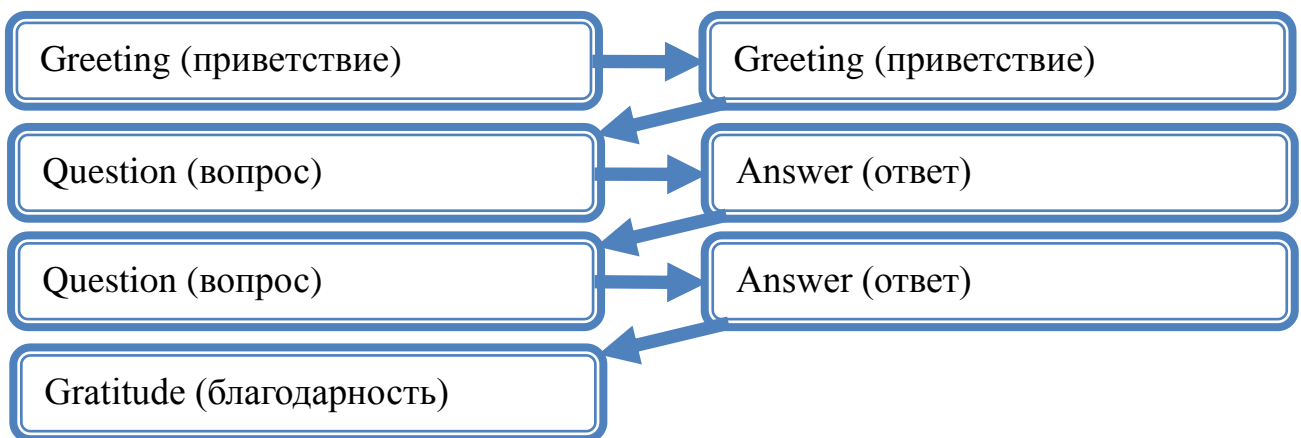 Greeting (приветствие)
Greeting (приветствие)
Question (вопрос)
Answer (ответ)
Question (вопрос)
Answer (ответ)
Gratitude (благодарность)